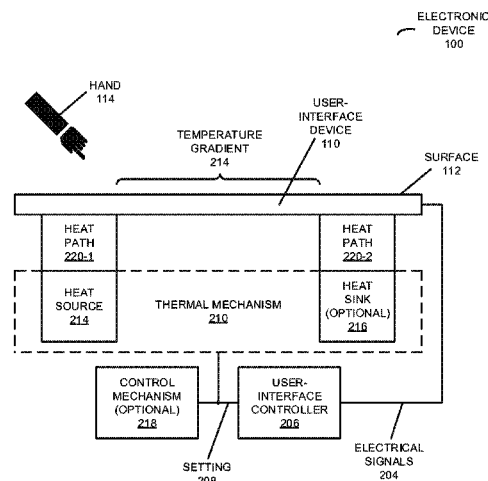 ELECTRONIC
DEVICE
100
HAND
114
TEMPERATURE
GRADIENT
214
USER-
INTERFACE
DEVICE
110
SURFACE
112
HEAT
PATH
220-1
HEAT
PATH
220-2
HEAT
SOURCE
214
THERMAL MECHANISM
210
HEAT
SINK
(OPTIONAL)
216
CONTROL
MECHANISM
(OPTIONAL)
218
USER-
INTERFACE
CONTROLLER
206
SETTING
208
ELECTRICAL
SIGNALS
204